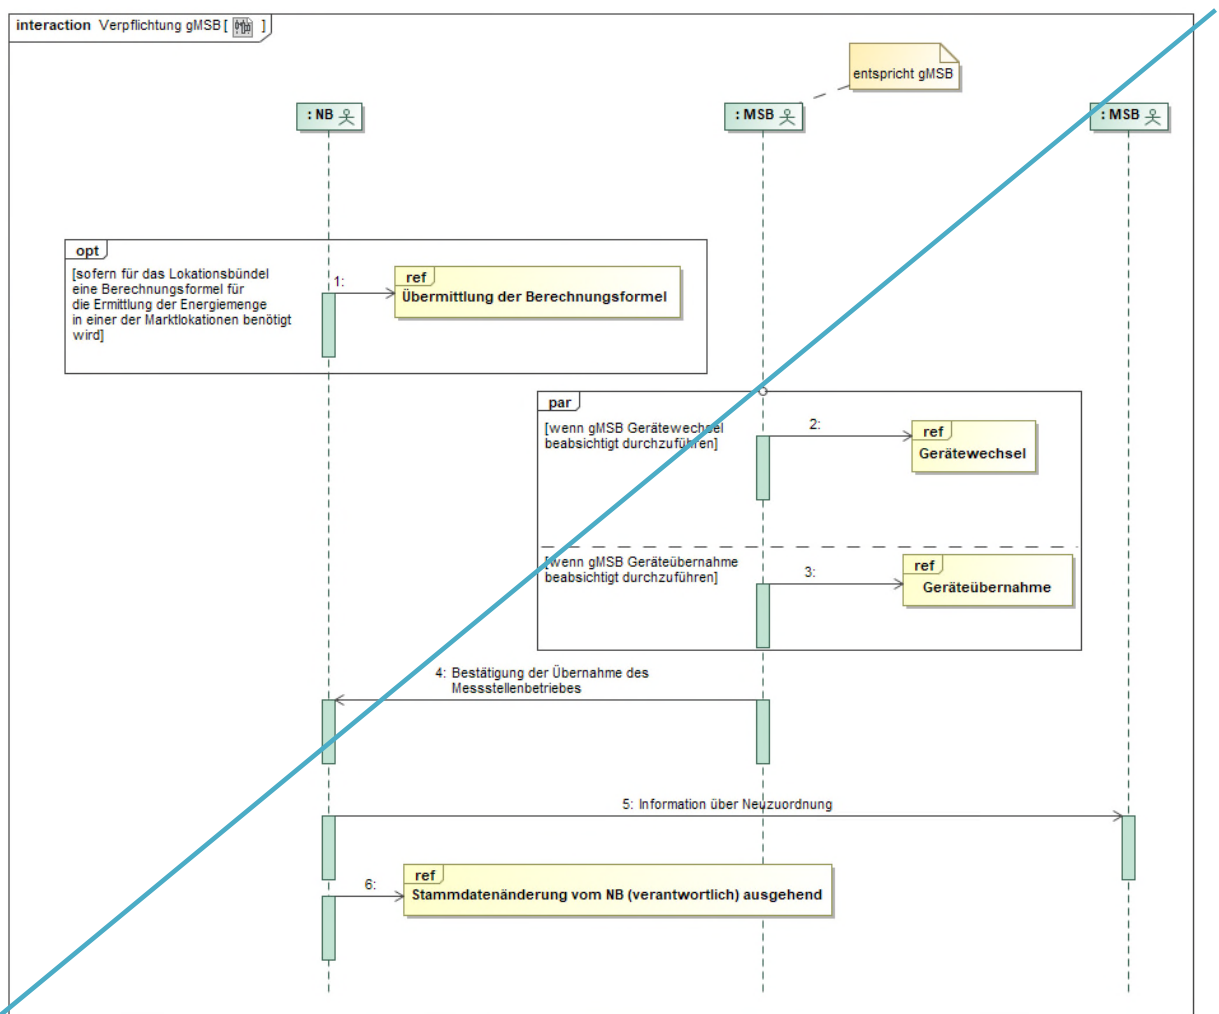 interaction Verpflichtung gMSB [ ]
entspricht gMSB
: NB
: MSB
: MSB
opt
[sofern für das Lokationsbündel
eine Berechnungsformel für
die Ermittlung der Energiemenge
in einer der Marktlokationen benötigt
wird]
1:
ref
Übermittlung der Berechnungsformel
par
[wenn gMSB Gerätewechsel
beabsichtigt durchzuführen]
2:
ref
Gerätewechsel
[wenn gMSB Geräteübernahme
beabsichtigt durchzuführen]
3:
ref
Geräteübernahme
4: Bestätigung der Übernahme des
Messstellenbetriebes
5: Information über Neuzuordnung
6:
ref
Stammdatenänderung vom NB (verantwortlich) ausgehend